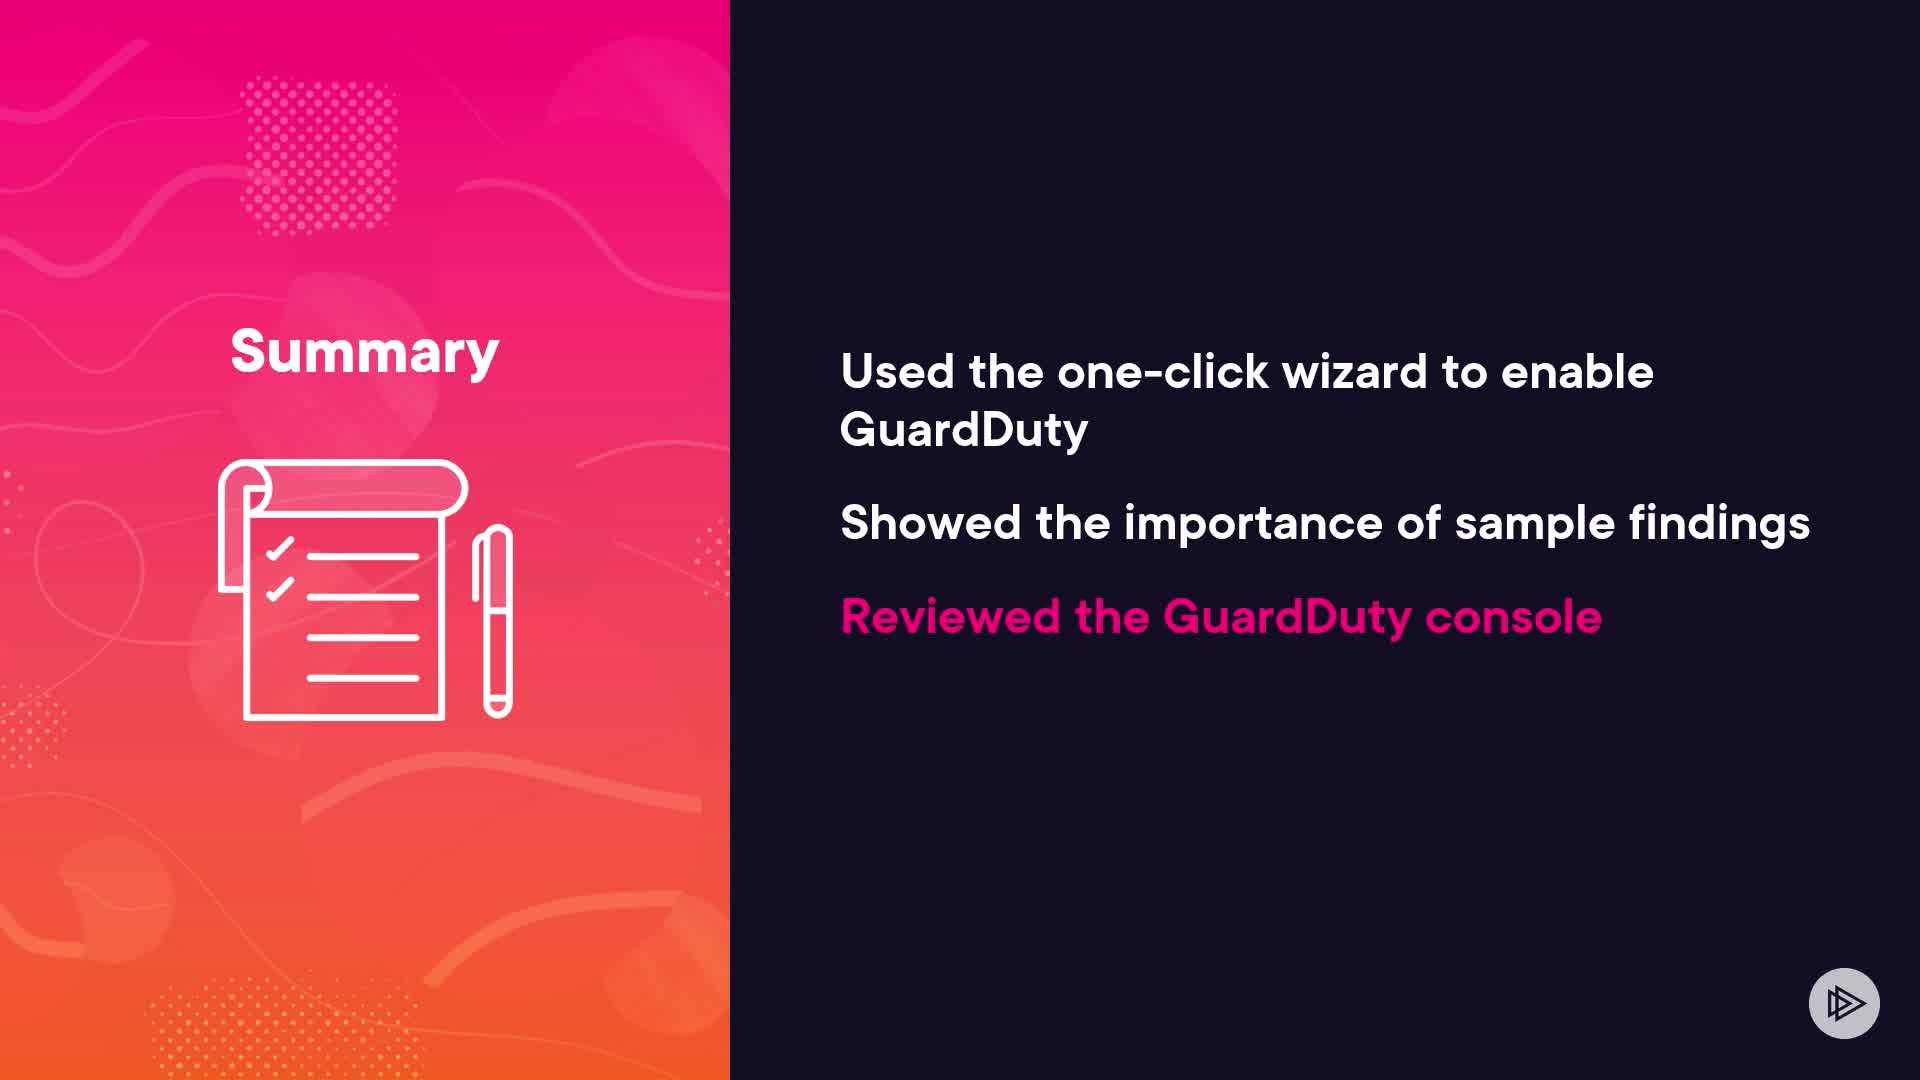 Summary
Used the one-click wizard to enable
GuardDuty
Showed the importance of sample findings
Reviewed the GuardDuty console